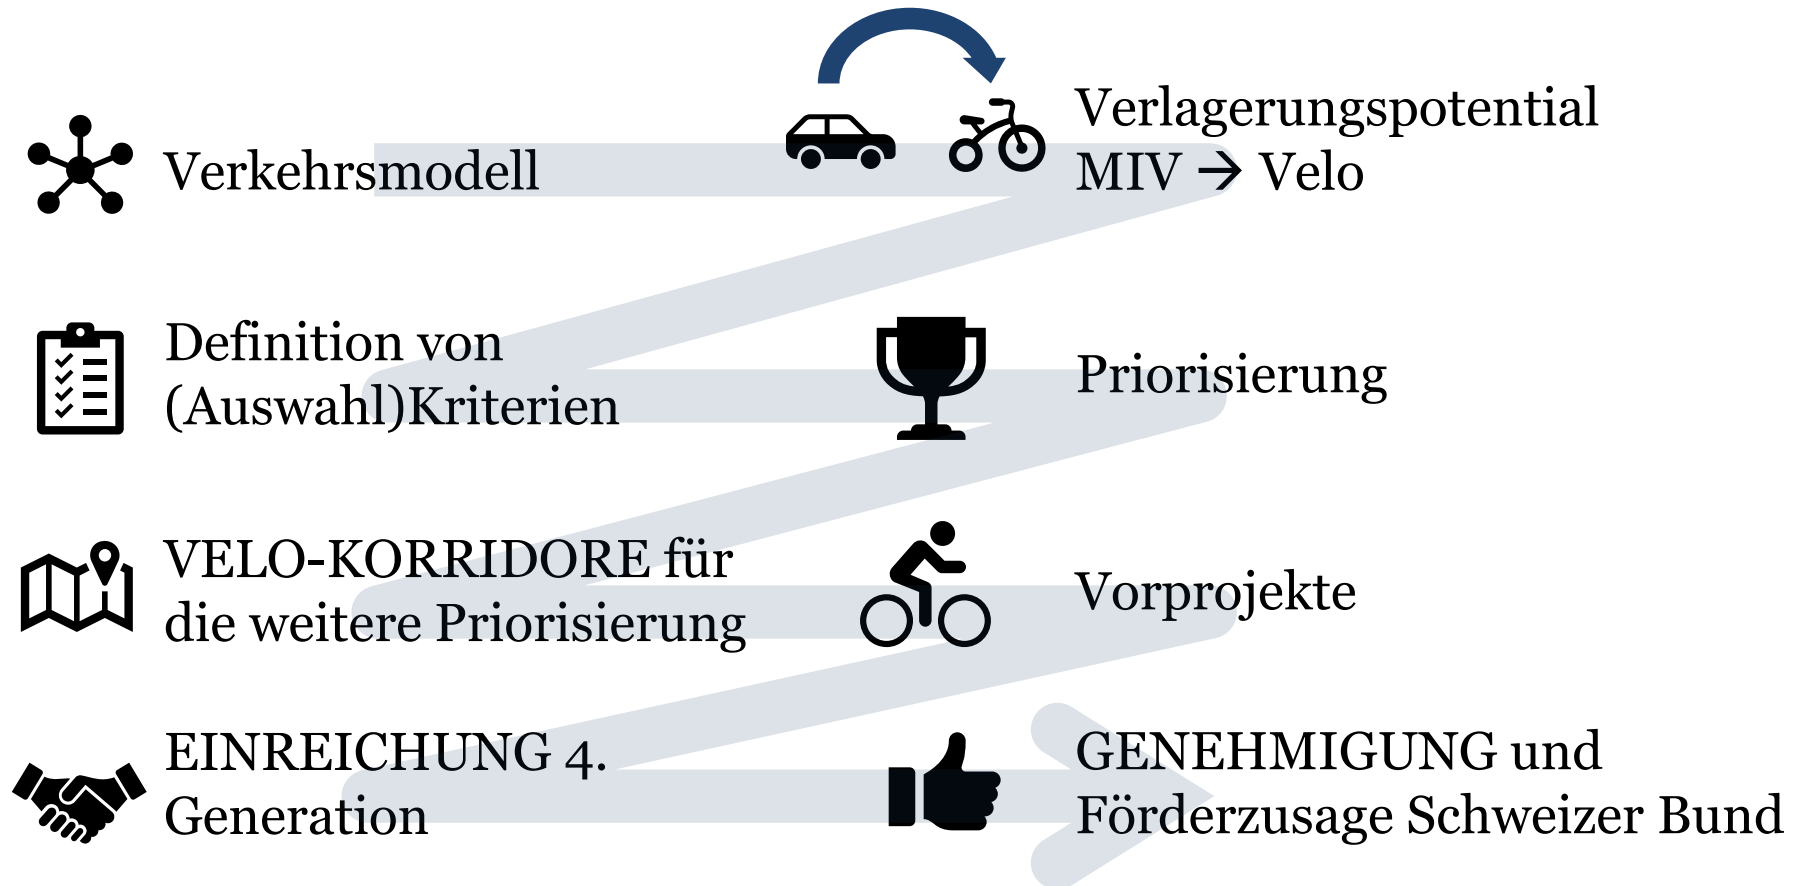 Verkehrsmodell
Verlagerungspotential
MIV → Velo
Definition von
(Auswahl)Kriterien
Priorisierung
VELO-KORRIDORE für
die weitere Priorisierung
Vorprojekte
EINREICHUNG 4.
Generation
GENEHMIGUNG und
Förderzusage Schweizer Bund